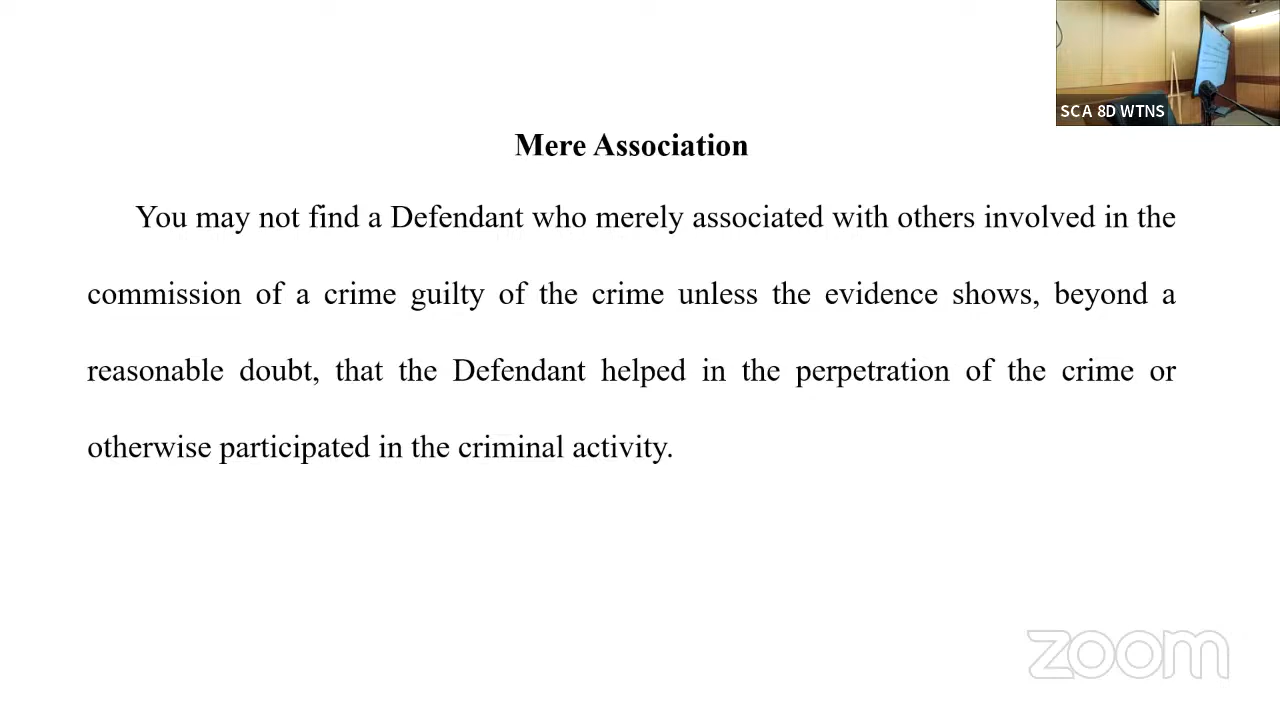 SCA 8D WTNS
Mere Association
You may not find a Defendant who merely associated with others involved in the
commission of a crime guilty of the crime unless the evidence shows, beyond a
reasonable doubt, that the Defendant helped in the perpetration of the crime or
otherwise participated in the criminal activity.
zoom